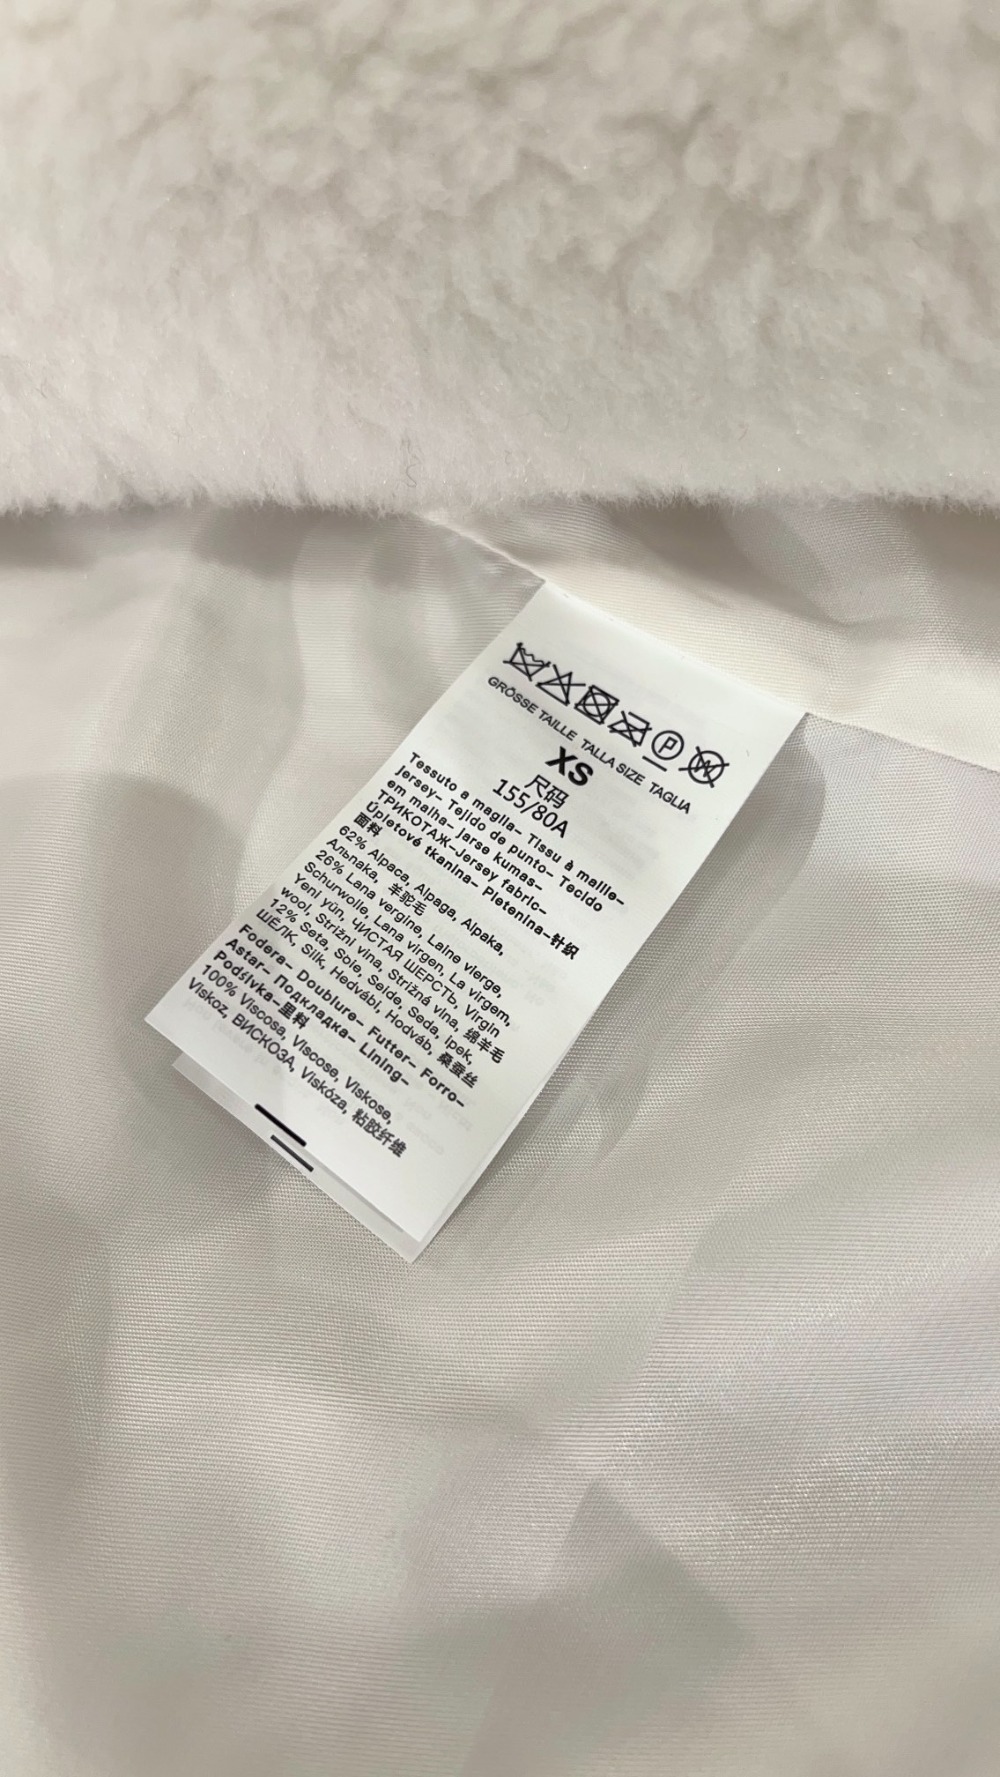 P W
GRÖSSE TAILLE TALLA SIZE TAGLIA
XS
尺码
155/80A
Tessuto a maglia– Tissu à maille–
jersey– Tejido de punto– Tecido
em malha– jarse kumas–
ТРИКОТАЖ–Jersey fabric–
Úpletové tkanina– Pletenina–针织
面料
62% Alpaca, Alpaga, Alpaka,
Альпака, 羊驼毛
26% Lana vergine, Laine vierge,
Schurwolle, Lana virgen, La virgem,
Yeni yün, ЧИСТАЯ ШЕРСТЬ, Virgin
wool, Strižní vlna, Strižná vlna, 绵羊毛
12% Seta, Soie, Seide, Seda, Ipek,
ШЁЛК, Silk, Hedvábí, Hodváb, 桑蚕丝
Fodera– Doublure– Futter– Forro–
Astar– Подкладка– Lining–
Podšívka–里料
100% Viscosa, Viscose, Viskose,
Viskoz, ВИСКОЗА, Viskóza, 粘胶纤维